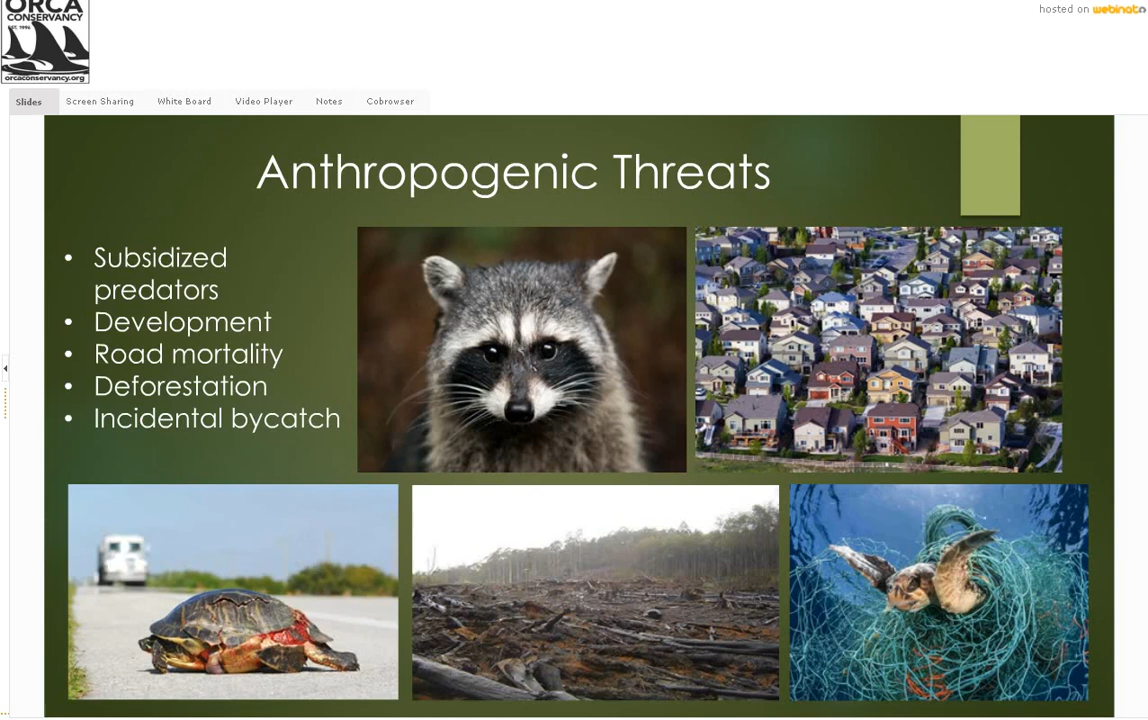 ORCA
CONSERVANCY
EST. 1996
orcaconservancy.org
hosted on webinato
Slides
Screen Sharing
White Board
Video Player
Notes
Cobrowser
Anthropogenic Threats
• Subsidized
predators
• Development
• Road mortality
• Deforestation
• Incidental bycatch